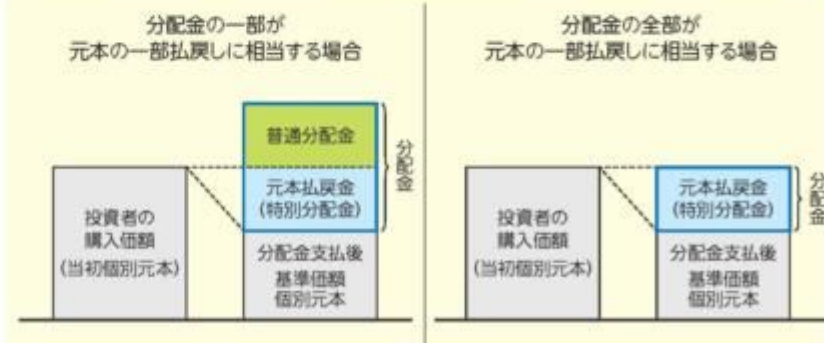 分配金の一部が
元本の一部払戻しに相当する場合
普通分配金
元本払戻金
(特別分配金)
分配金
投資者の
購入価額
(当初個別元本)
分配金支払後
基準価額
個別元本
分配金の全部が
元本の一部払戻しに相当する場合
元本払戻金
(特別分配金)
分配金
投資者の
購入価額
(当初個別元本)
分配金支払後
基準価額
個別元本